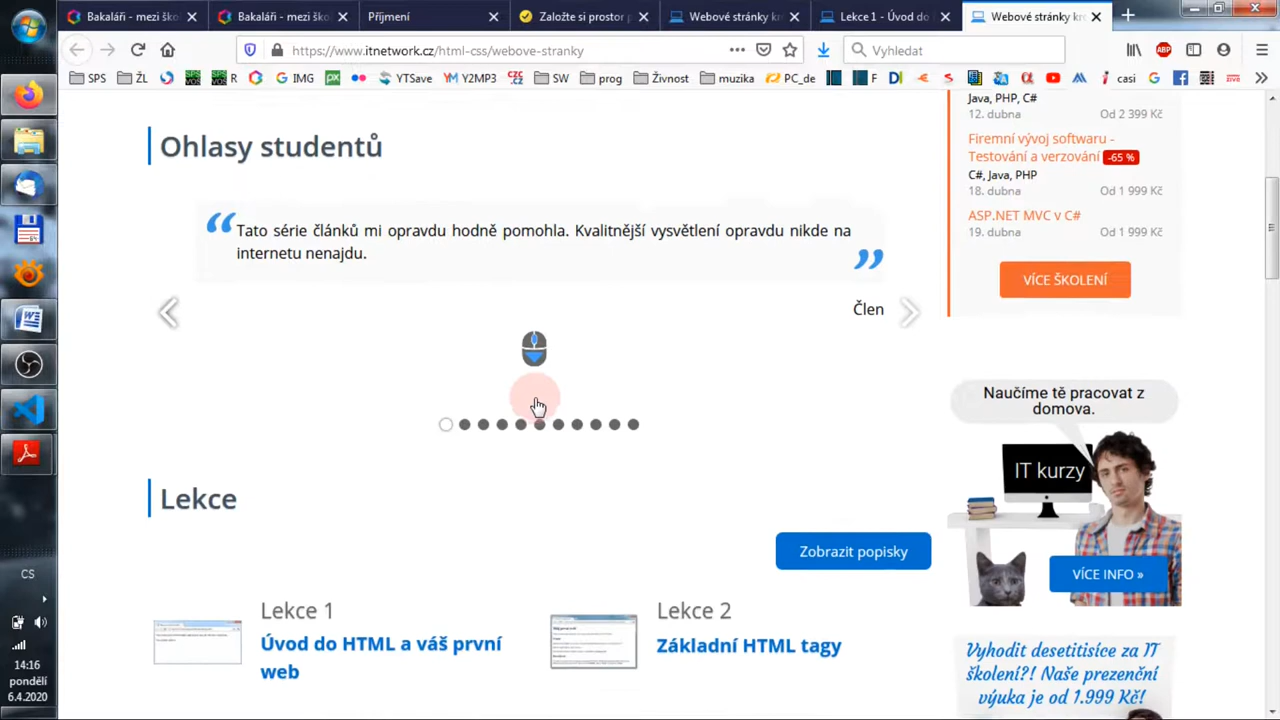 Bakaláři - mezi ško
Bakaláři - mezi ško
Příjmení
Založte si prostor p
Webové stránky kr
Lekce 1 - Úvod do
Webové stránky kro
https://www.itnetwork.cz/html-css/webove-stranky
Vyhledat
SPS
ŽL
R
IMG
YTSave
Y2MP3
SW
prog
Živnost
muzika
PC_de
F
casi
Java, PHP, C#
12. dubna
Od 2 399 Kč
Firemní vývoj softwaru -
Testování a verzování -65 %
C#, Java, PHP
18. dubna
Od 1 999 Kč
ASP.NET MVC v C#
19. dubna
Od 1 999 Kč
VÍCE ŠKOLENÍ
Ohlasy studentů
Tato série článků mi opravdu hodně pomohla. Kvalitnější vysvětlení opravdu nikde na
internetu nenajdu.
Člen
Naučíme tě pracovat z
domova.
IT kurzy
VÍCE INFO »
Lekce
Zobrazit popisky
Lekce 1
Úvod do HTML a váš první
web
Lekce 2
Základní HTML tagy
Vyhodit desetitisíce za IT
školení?! Naše prezenční
výuka je od 1.999 Kč!
CS
14:16
pondělí
6.4.2020